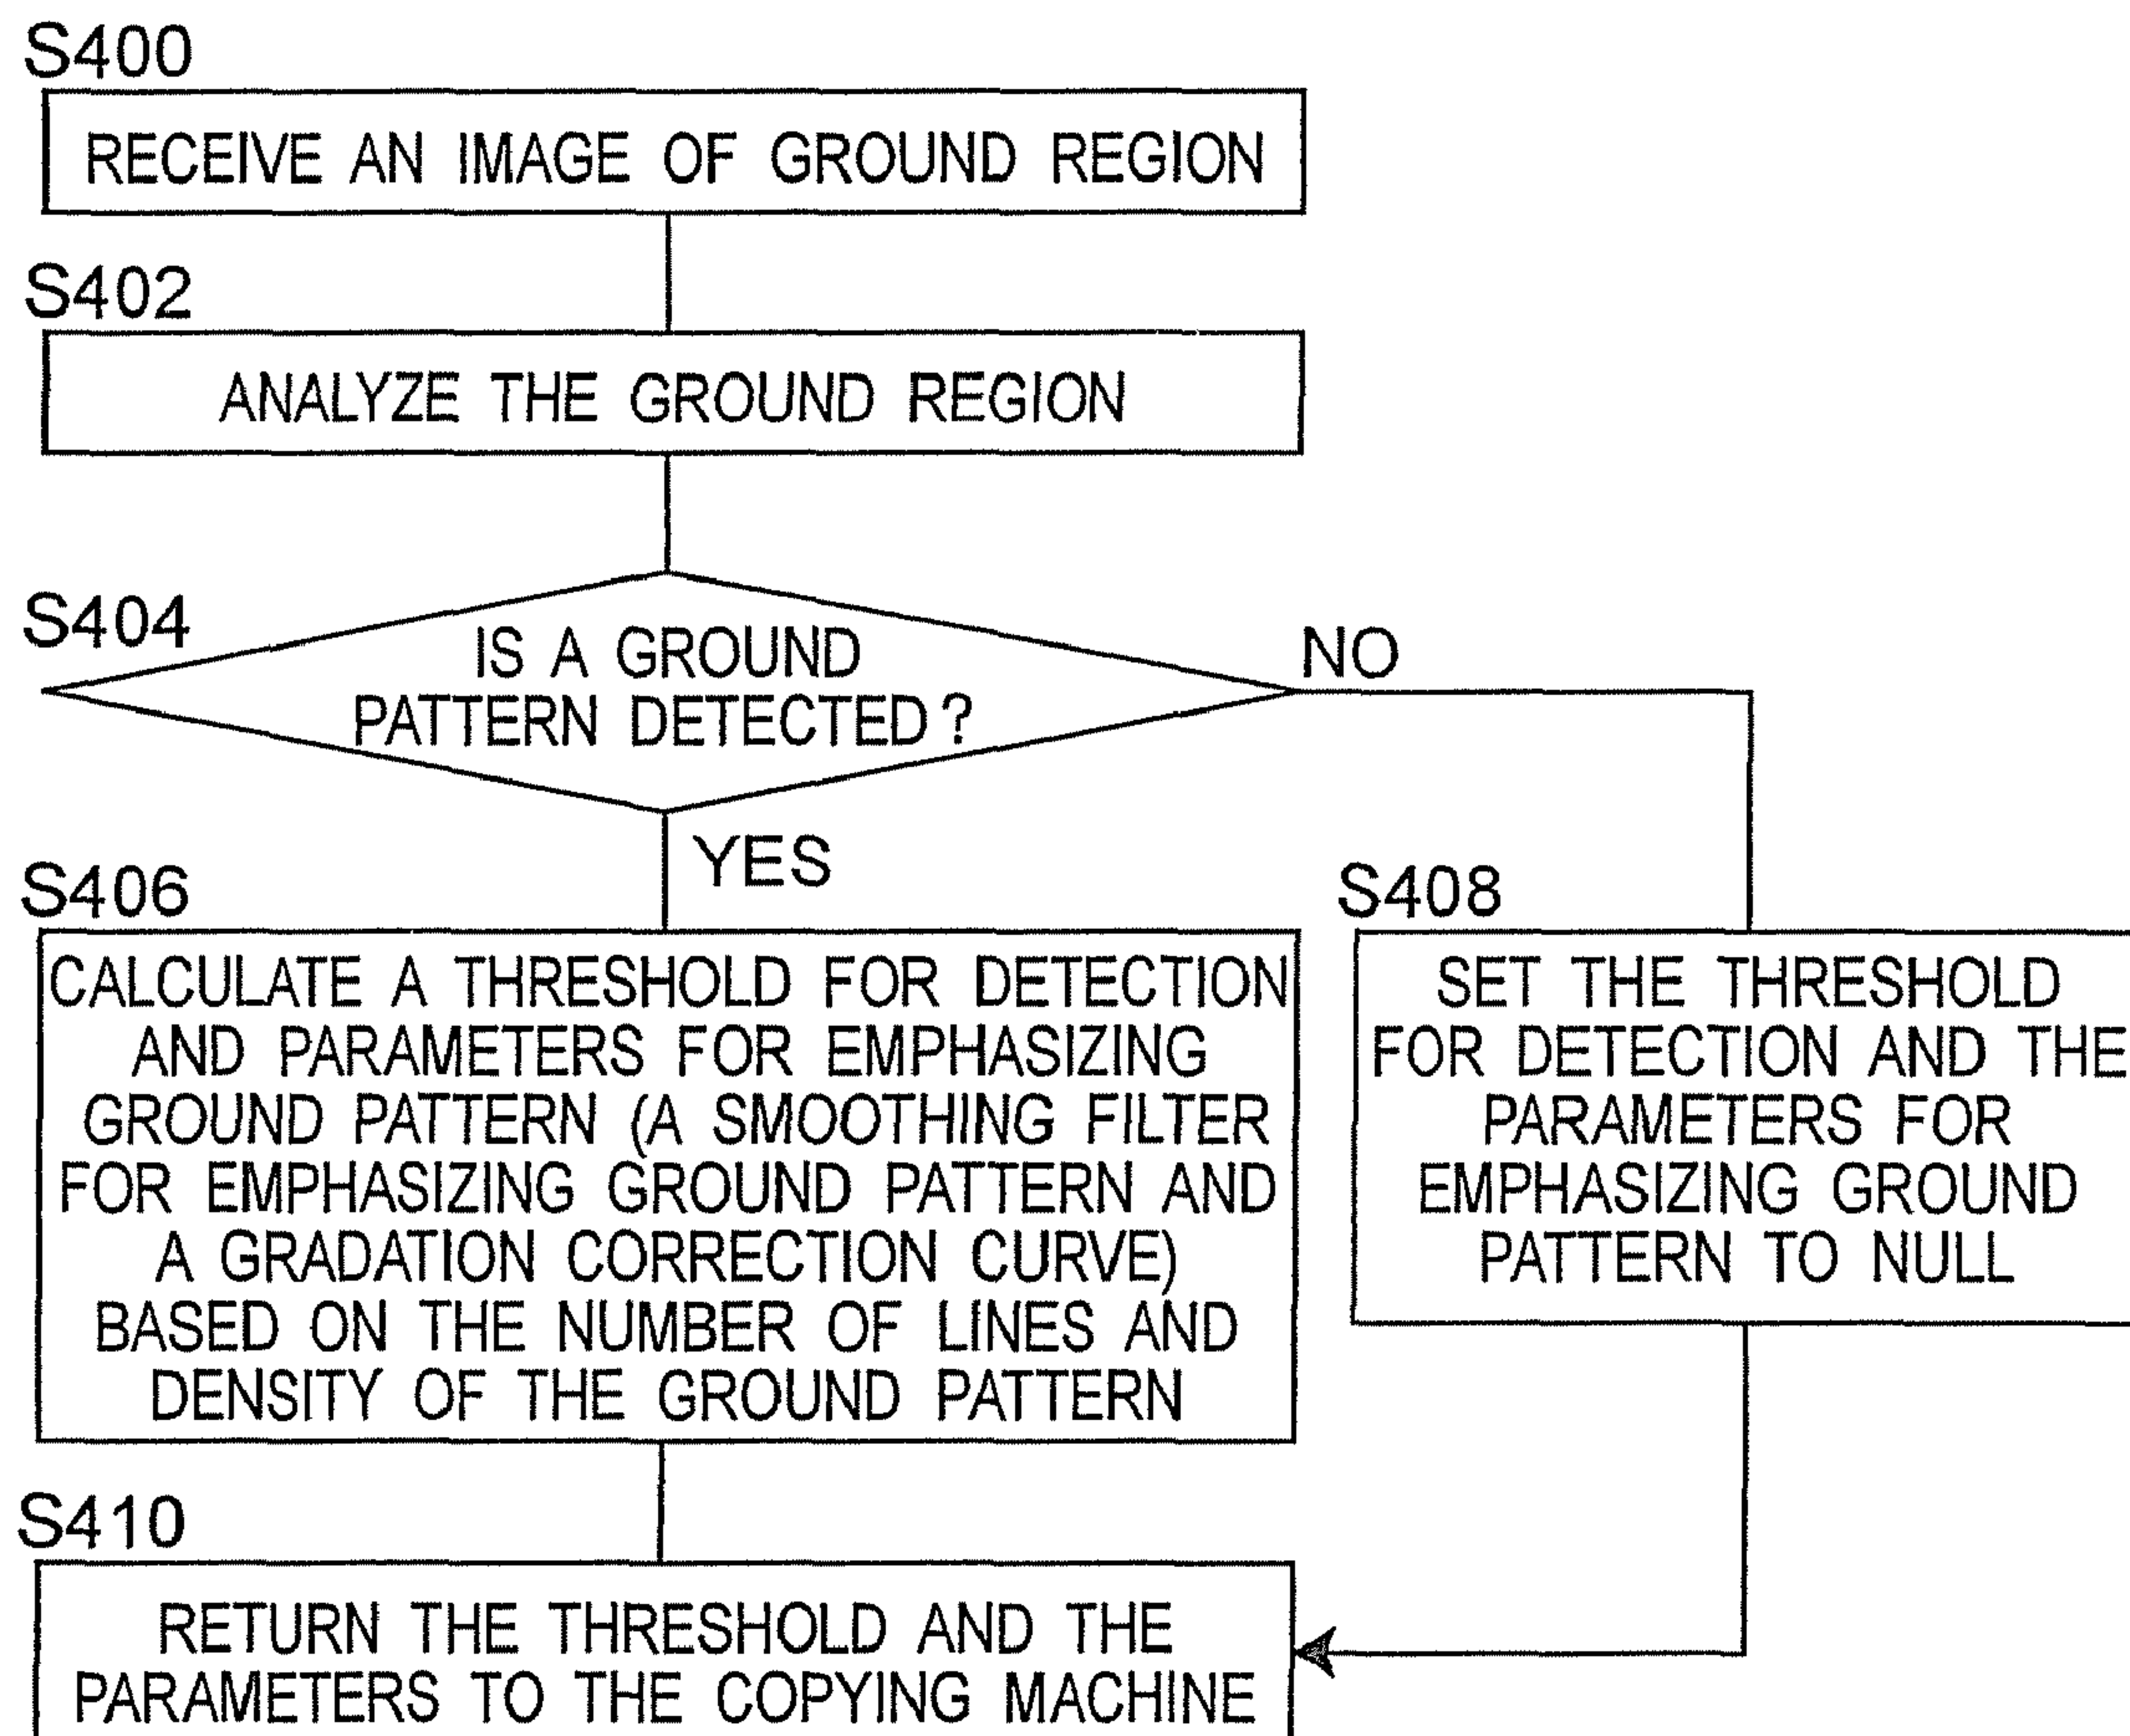 S400
RECEIVE AN IMAGE OF GROUND REGION
S402
ANALYZE THE GROUND REGION
S404
IS A GROUND
PATTERN DETECTED?
NO
YES
S406
CALCULATE A THRESHOLD FOR DETECTION
AND PARAMETERS FOR EMPHASIZING
GROUND PATTERN (A SMOOTHING FILTER
FOR EMPHASIZING GROUND PATTERN AND
A GRADATION CORRECTION CURVE)
BASED ON THE NUMBER OF LINES AND
DENSITY OF THE GROUND PATTERN
S408
SET THE THRESHOLD
FOR DETECTION AND THE
PARAMETERS FOR
EMPHASIZING GROUND
PATTERN TO NULL
S410
RETURN THE THRESHOLD AND THE
PARAMETERS TO THE COPYING MACHINE